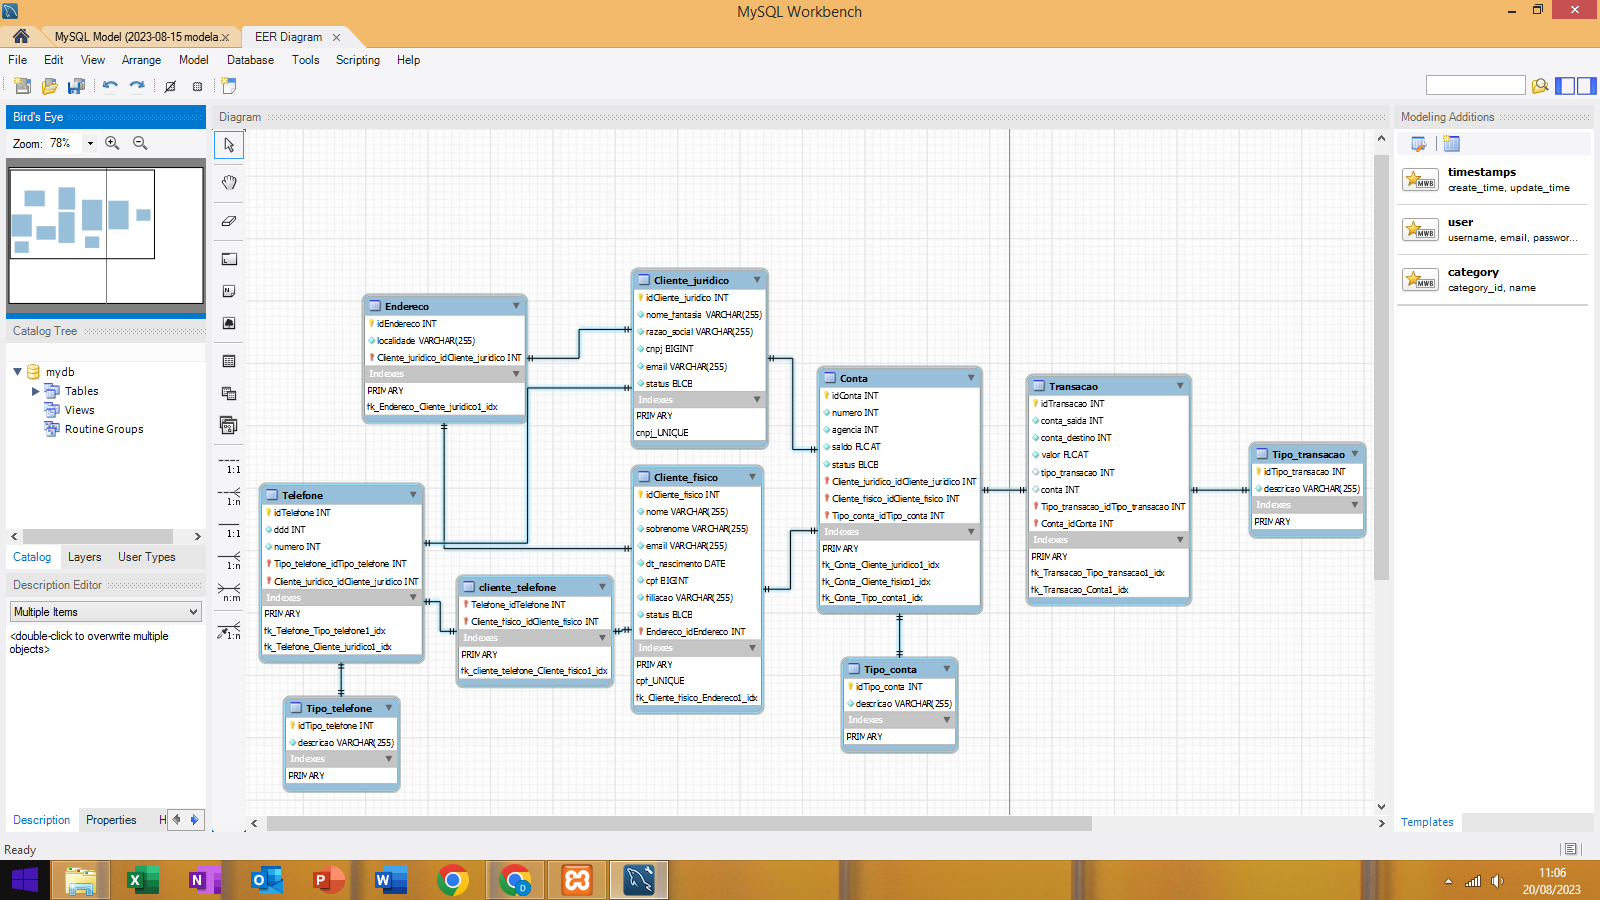 MySQL Workbench
MySQL Model (2023-08-15 modela.
EER Diagram
File Edit View Arrange Model Database Tools Scripting Help
Bird's Eye
Zoom: 78%
Catalog Tree
mydb
Tables
Views
Routine Groups
Catalog Layers User Types
Description Editor
Multiple Items
<double-click to overwrite multiple
objects>
Description Properties H
Ready
1:1
1:n
1:1
1:n
n:m
1:n
Diagram
Endereco
idEndereco INT
localidade VARCHAR(255)
Cliente_juridico_idCliente_juridico INT
Indexes
PRIMARY
fk_Endereco_Cliente_juridico1_idx
Cliente_juridico
idCliente_juridico INT
nome_fantasia VARCHAR(255)
razao_social VARCHAR(255)
cnpj BIGINT
email VARCHAR(255)
status BLOB
Indexes
PRIMARY
cnpj_UNIQUE
Telefone
idTelefone INT
ddd INT
numero INT
Tipo_telefone_idTipo_telefone INT
Cliente_juridico_idCliente_juridico INT
Indexes
PRIMARY
fk_Telefone_Tipo_telefone1_idx
fk_Telefone_Cliente_juridico1_idx
cliente_telefone
Telefone_idTelefone INT
Cliente_fisico_idCliente_fisico INT
Indexes
PRIMARY
fk_cliente_telefone_Cliente_fisico1_idx
Tipo_telefone
idTipo_telefone INT
descricao VARCHAR(255)
Indexes
PRIMARY
Cliente_fisico
idCliente_fisico INT
nome VARCHAR(255)
sobrenome VARCHAR(255)
email VARCHAR(255)
dt_nascimento DATE
cpf BIGINT
filiacao VARCHAR(255)
status BLOB
Endereco_idEndereco INT
Indexes
PRIMARY
cpf_UNIQUE
fk_Cliente_fisico_Endereco1_idx
Conta
idConta INT
numero INT
agencia INT
saldo FLOAT
status BLOB
Cliente_juridico_idCliente_juridico INT
Cliente_fisico_idCliente_fisico INT
Tipo_conta_idTipo_conta INT
Indexes
PRIMARY
fk_Conta_Cliente_juridico1_idx
fk_Conta_Cliente_fisico1_idx
fk_Conta_Tipo_conta1_idx
Tipo_conta
idTipo_conta INT
descricao VARCHAR(255)
Indexes
PRIMARY
Transacao
idTransacao INT
conta_saida INT
conta_destino INT
valor FLOAT
tipo_transacao INT
conta INT
Tipo_transacao_idTipo_transacao INT
Conta_idConta INT
Indexes
PRIMARY
fk_Transacao_Tipo_transacao1_idx
fk_Transacao_Conta1_idx
Tipo_transacao
idTipo_transacao INT
descricao VARCHAR(255)
Indexes
PRIMARY
Modeling Additions
MWB
timestamps
create_time, update_time
MWB
user
username, email, passwor...
MWB
category
category_id, name
Templates
11:06
20/08/2023